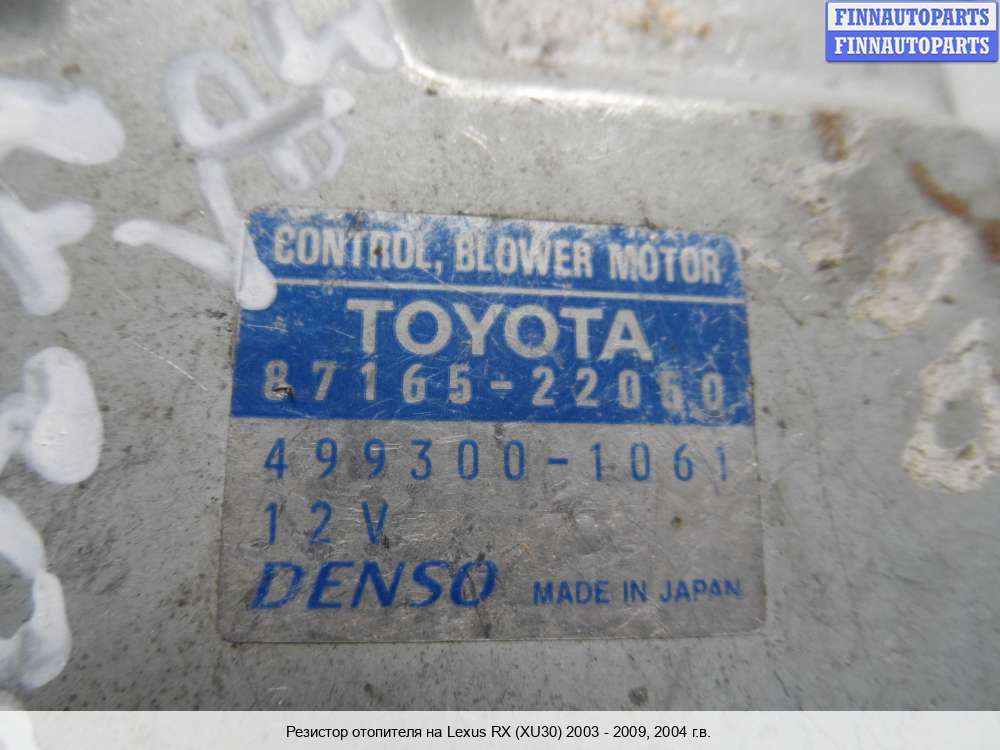 FINNAUTOPARTS
FINNAUTOPARTS
CONTROL, BLOWER MOTOR
TOYOTA
87165-22050
499300-1061
12V
DENSO MADE IN JAPAN
Резистор отопителя на Lexus RX (XU30) 2003 - 2009, 2004 г.в.